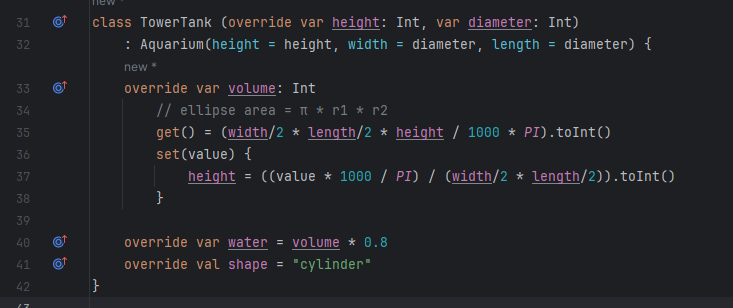 new *
31 class TowerTank (override var height: Int, var diameter: Int)
32 : Aquarium(height = height, width = diameter, length = diameter) {
new *
33 override var volume: Int
34 // ellipse area = π * r1 * r2
35 get() = (width/2 * length/2 * height / 1000 * PI).toInt()
36 set(value) {
37 height = ((value * 1000 / PI) / (width/2 * length/2)).toInt()
38 }
39
40 override var water = volume * 0.8
41 override val shape = "cylinder"
42 }
43